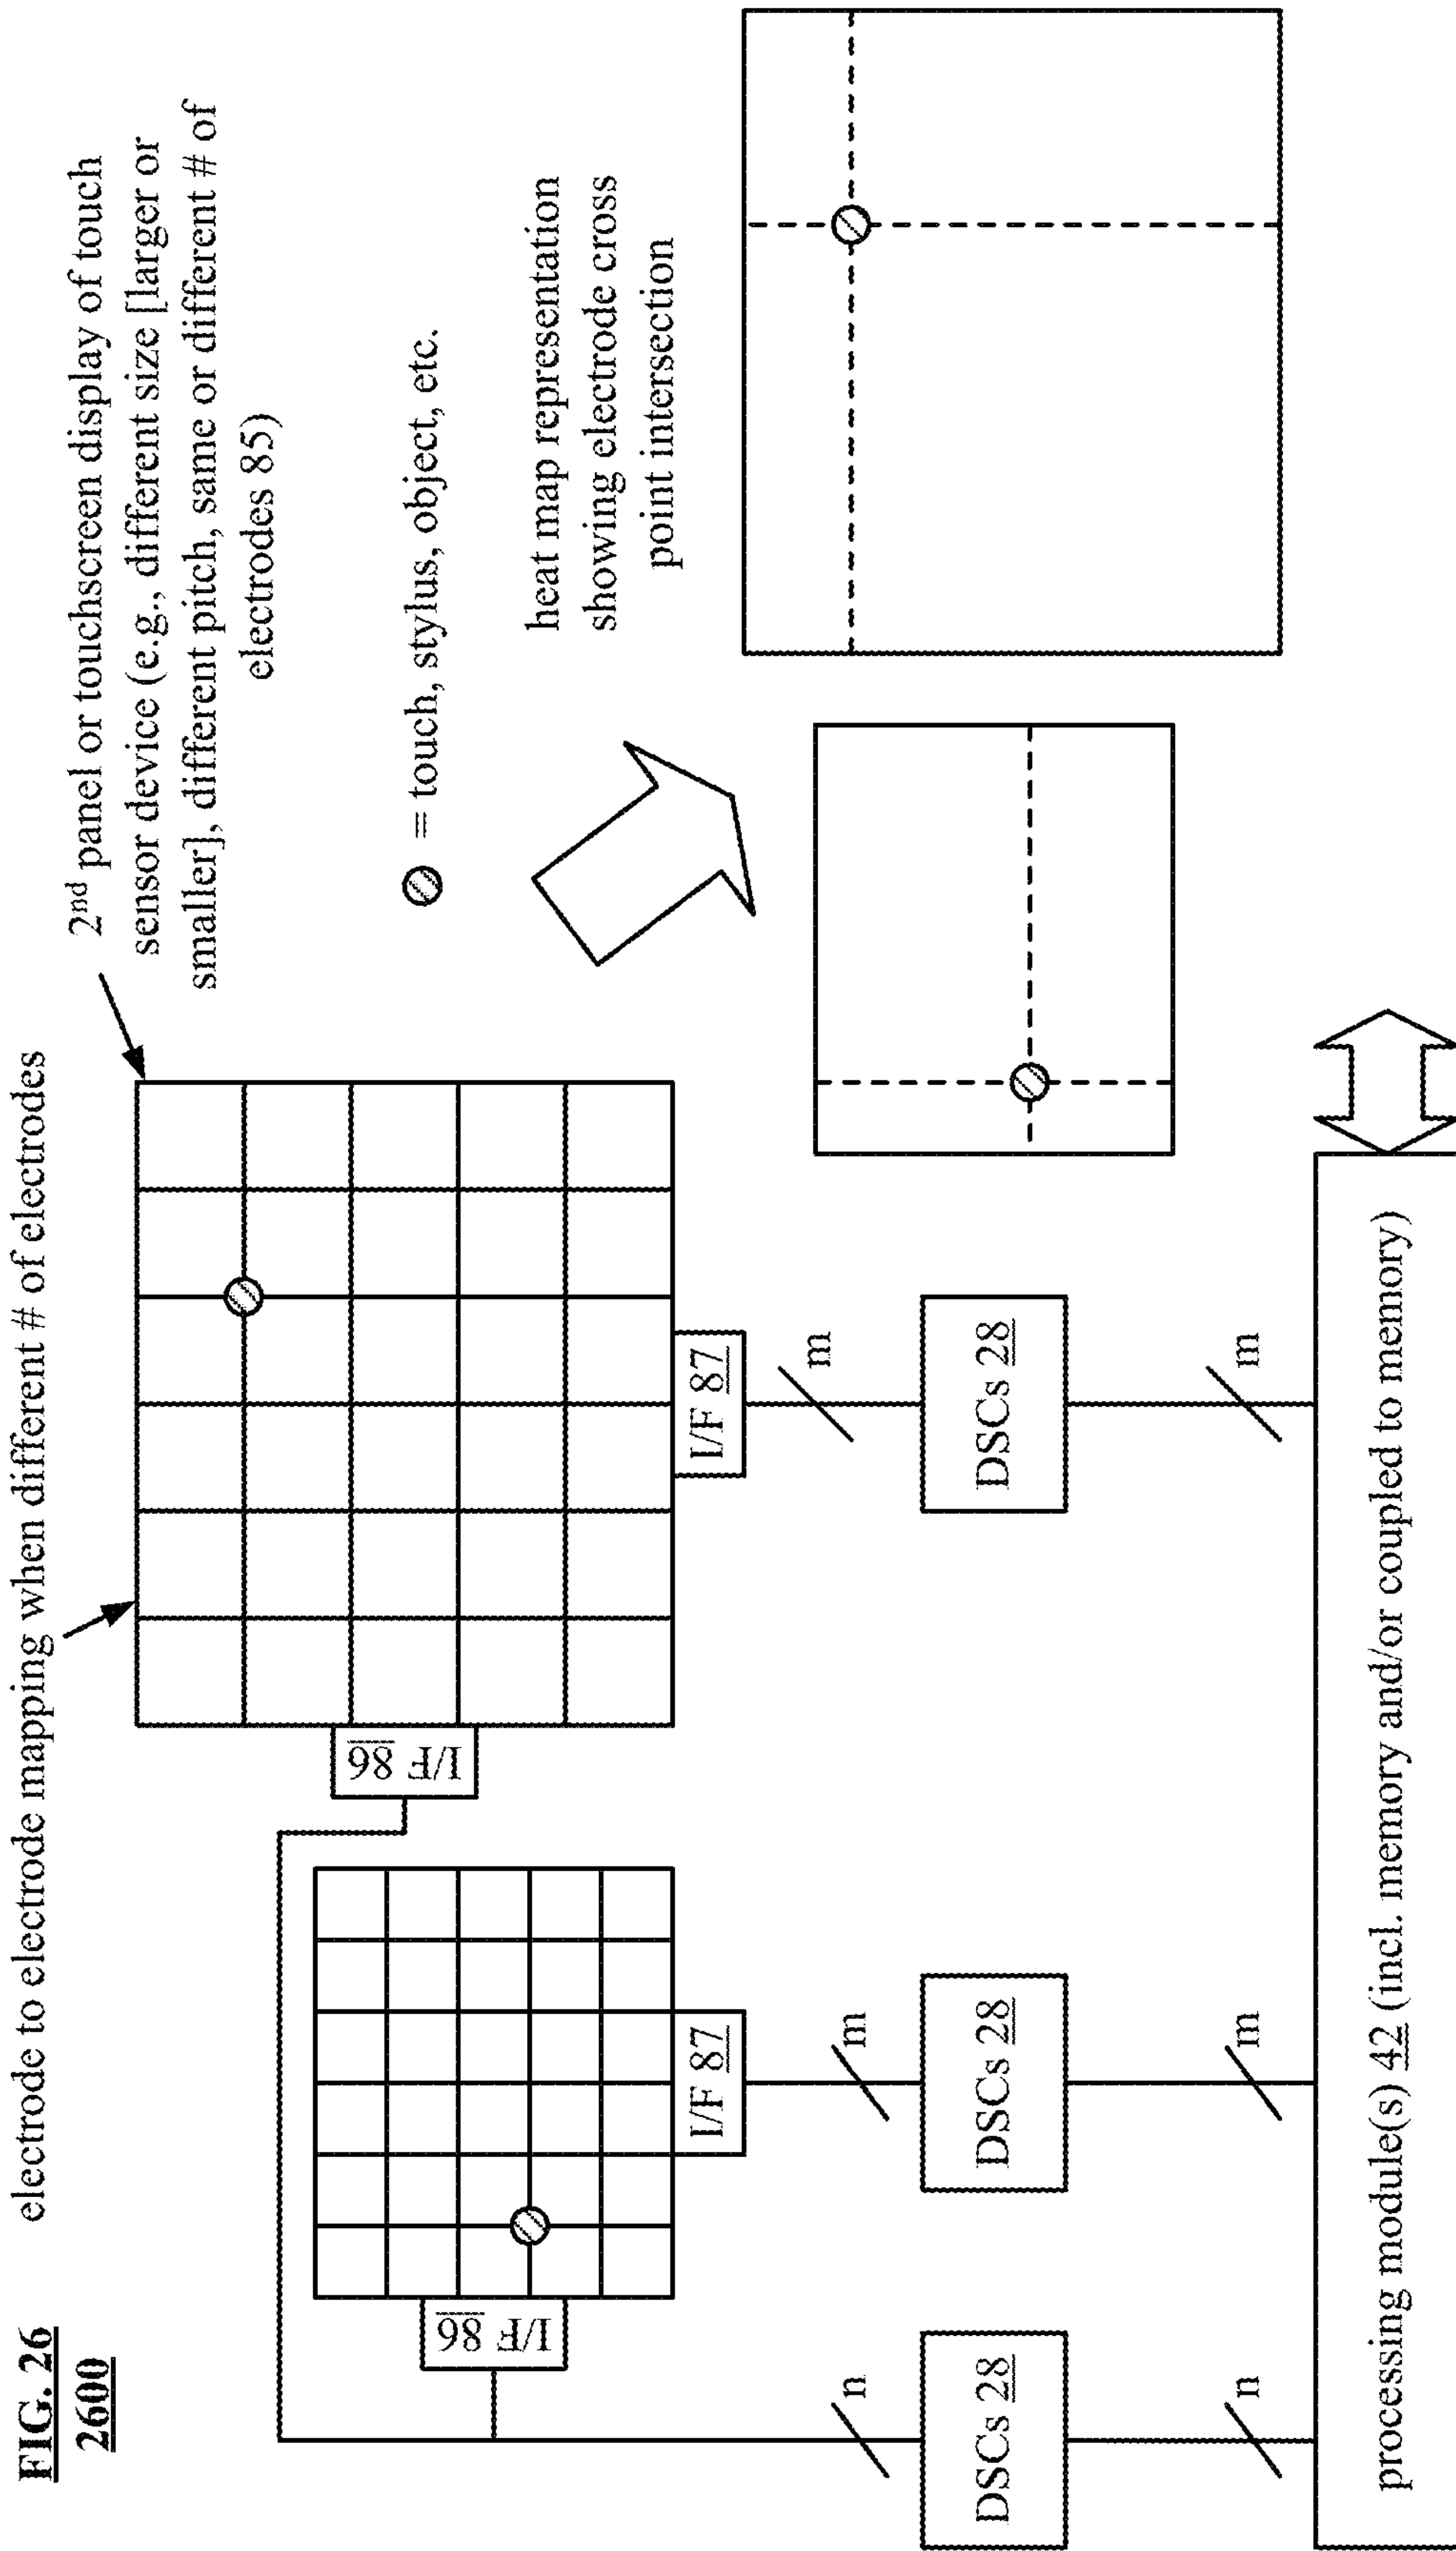 FIG. 26
2600
electrode to electrode mapping when different # of electrodes
2nd panel or touchscreen display of touch
sensor device (e.g., different size [larger or
smaller], different pitch, same or different # of
electrodes 85)
= touch, stylus, object, etc.
heat map representation
showing electrode cross
point intersection
I/F 86
I/F 86
I/F 87
I/F 87
n
m
m
DSCs 28
DSCs 28
DSCs 28
n
m
m
processing module(s) 42 (incl. memory and/or coupled to memory)